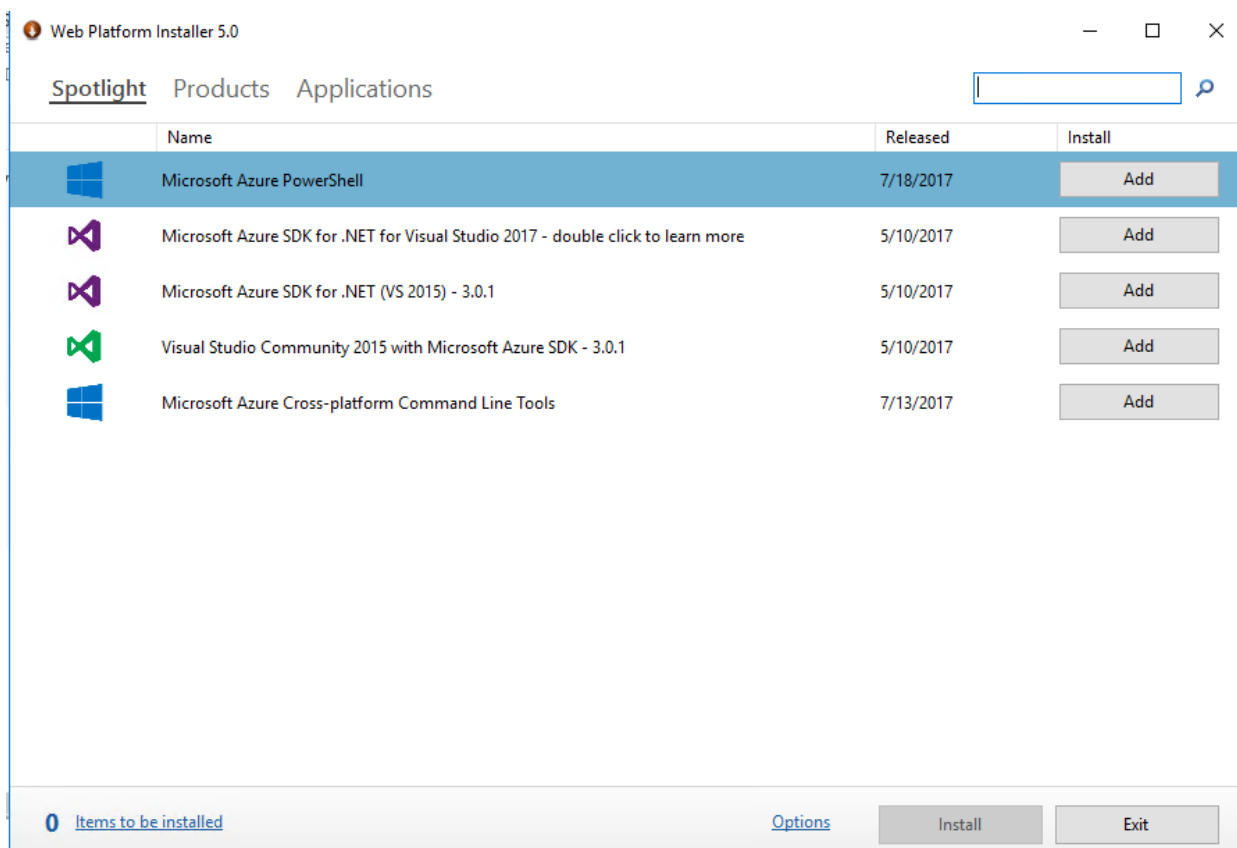 Web Platform Installer 5.0
Spotlight Products Applications
Name Released Install
Microsoft Azure PowerShell 7/18/2017 Add
Microsoft Azure SDK for .NET for Visual Studio 2017 - double click to learn more 5/10/2017 Add
Microsoft Azure SDK for .NET (VS 2015) - 3.0.1 5/10/2017 Add
Visual Studio Community 2015 with Microsoft Azure SDK - 3.0.1 5/10/2017 Add
Microsoft Azure Cross-platform Command Line Tools 7/13/2017 Add
0 Items to be installed Options Install Exit